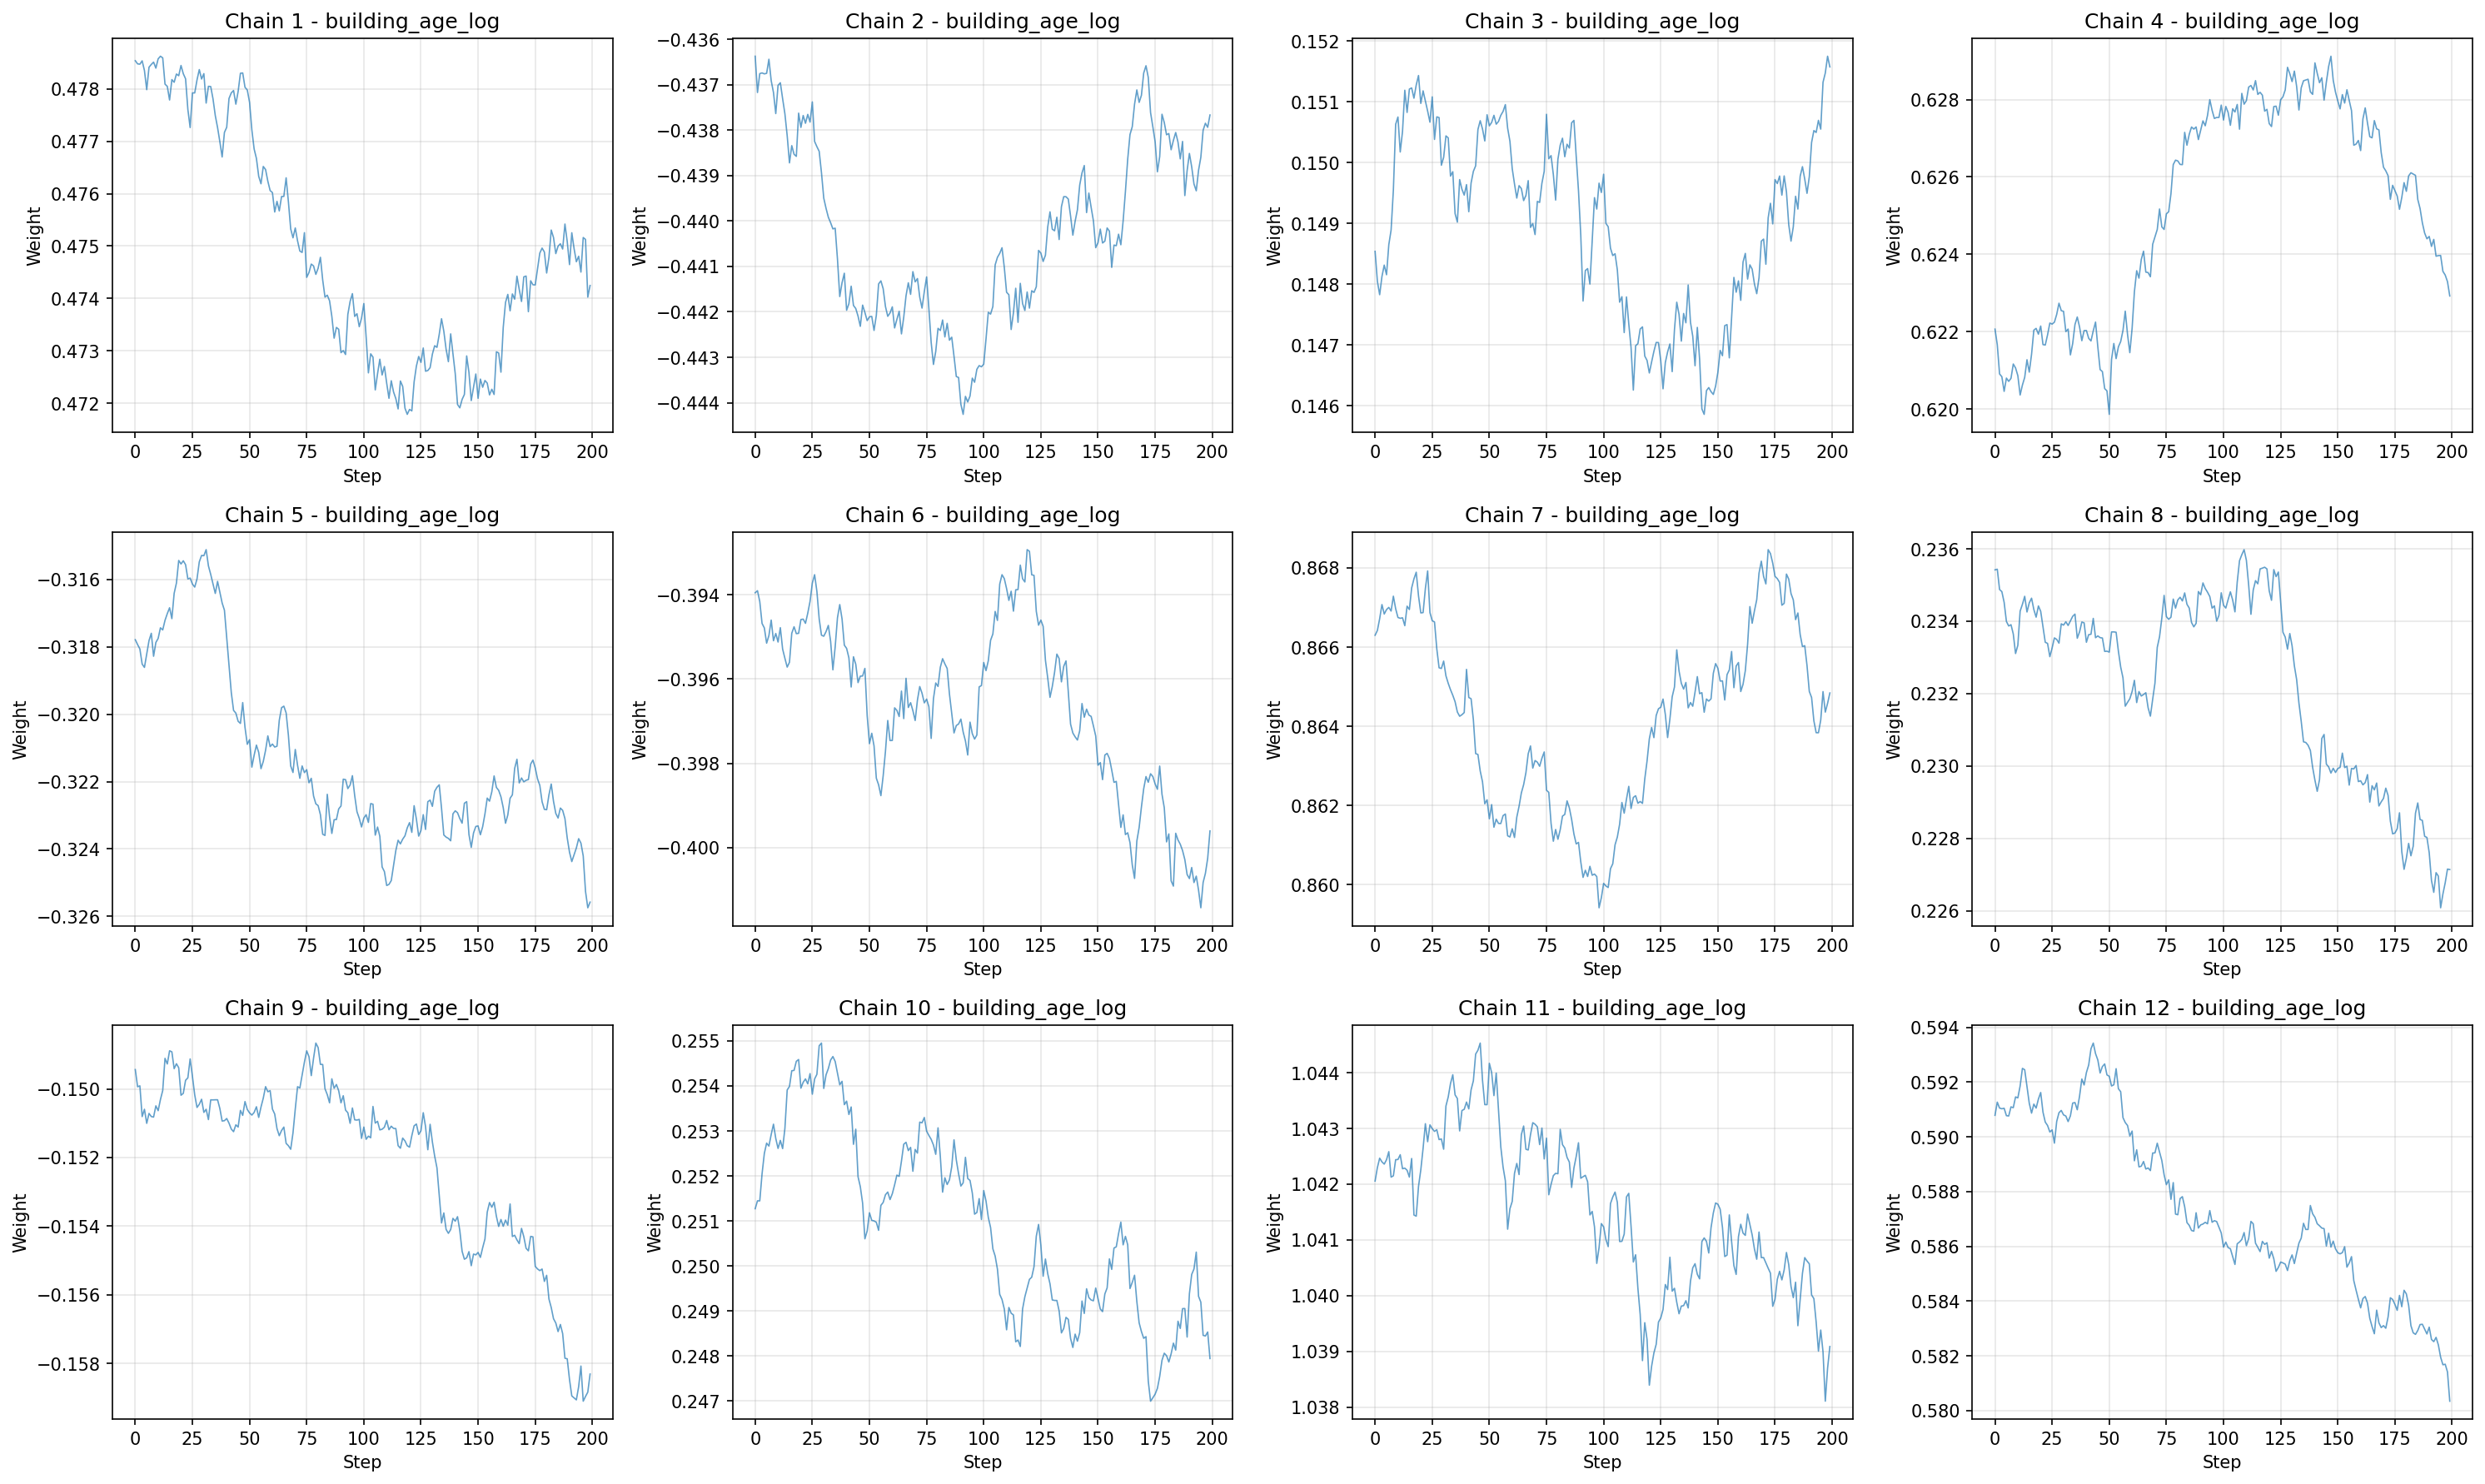 Chain 1 - building_age_log
Weight
0.478
0.477
0.476
0.475
0.474
0.473
0.472
0 25 50 75 100 125 150 175 200
Step
Chain 2 - building_age_log
Weight
−0.436
−0.437
−0.438
−0.439
−0.440
−0.441
−0.442
−0.443
−0.444
0 25 50 75 100 125 150 175 200
Step
Chain 3 - building_age_log
Weight
0.152
0.151
0.150
0.149
0.148
0.147
0.146
0 25 50 75 100 125 150 175 200
Step
Chain 4 - building_age_log
Weight
0.628
0.626
0.624
0.622
0.620
0 25 50 75 100 125 150 175 200
Step
Chain 5 - building_age_log
Weight
−0.316
−0.318
−0.320
−0.322
−0.324
−0.326
0 25 50 75 100 125 150 175 200
Step
Chain 6 - building_age_log
Weight
−0.394
−0.396
−0.398
−0.400
0 25 50 75 100 125 150 175 200
Step
Chain 7 - building_age_log
Weight
0.868
0.866
0.864
0.862
0.860
0 25 50 75 100 125 150 175 200
Step
Chain 8 - building_age_log
Weight
0.236
0.234
0.232
0.230
0.228
0.226
0 25 50 75 100 125 150 175 200
Step
Chain 9 - building_age_log
Weight
−0.150
−0.152
−0.154
−0.156
−0.158
0 25 50 75 100 125 150 175 200
Step
Chain 10 - building_age_log
Weight
0.255
0.254
0.253
0.252
0.251
0.250
0.249
0.248
0.247
0 25 50 75 100 125 150 175 200
Step
Chain 11 - building_age_log
Weight
1.044
1.043
1.042
1.041
1.040
1.039
1.038
0 25 50 75 100 125 150 175 200
Step
Chain 12 - building_age_log
Weight
0.594
0.592
0.590
0.588
0.586
0.584
0.582
0.580
0 25 50 75 100 125 150 175 200
Step